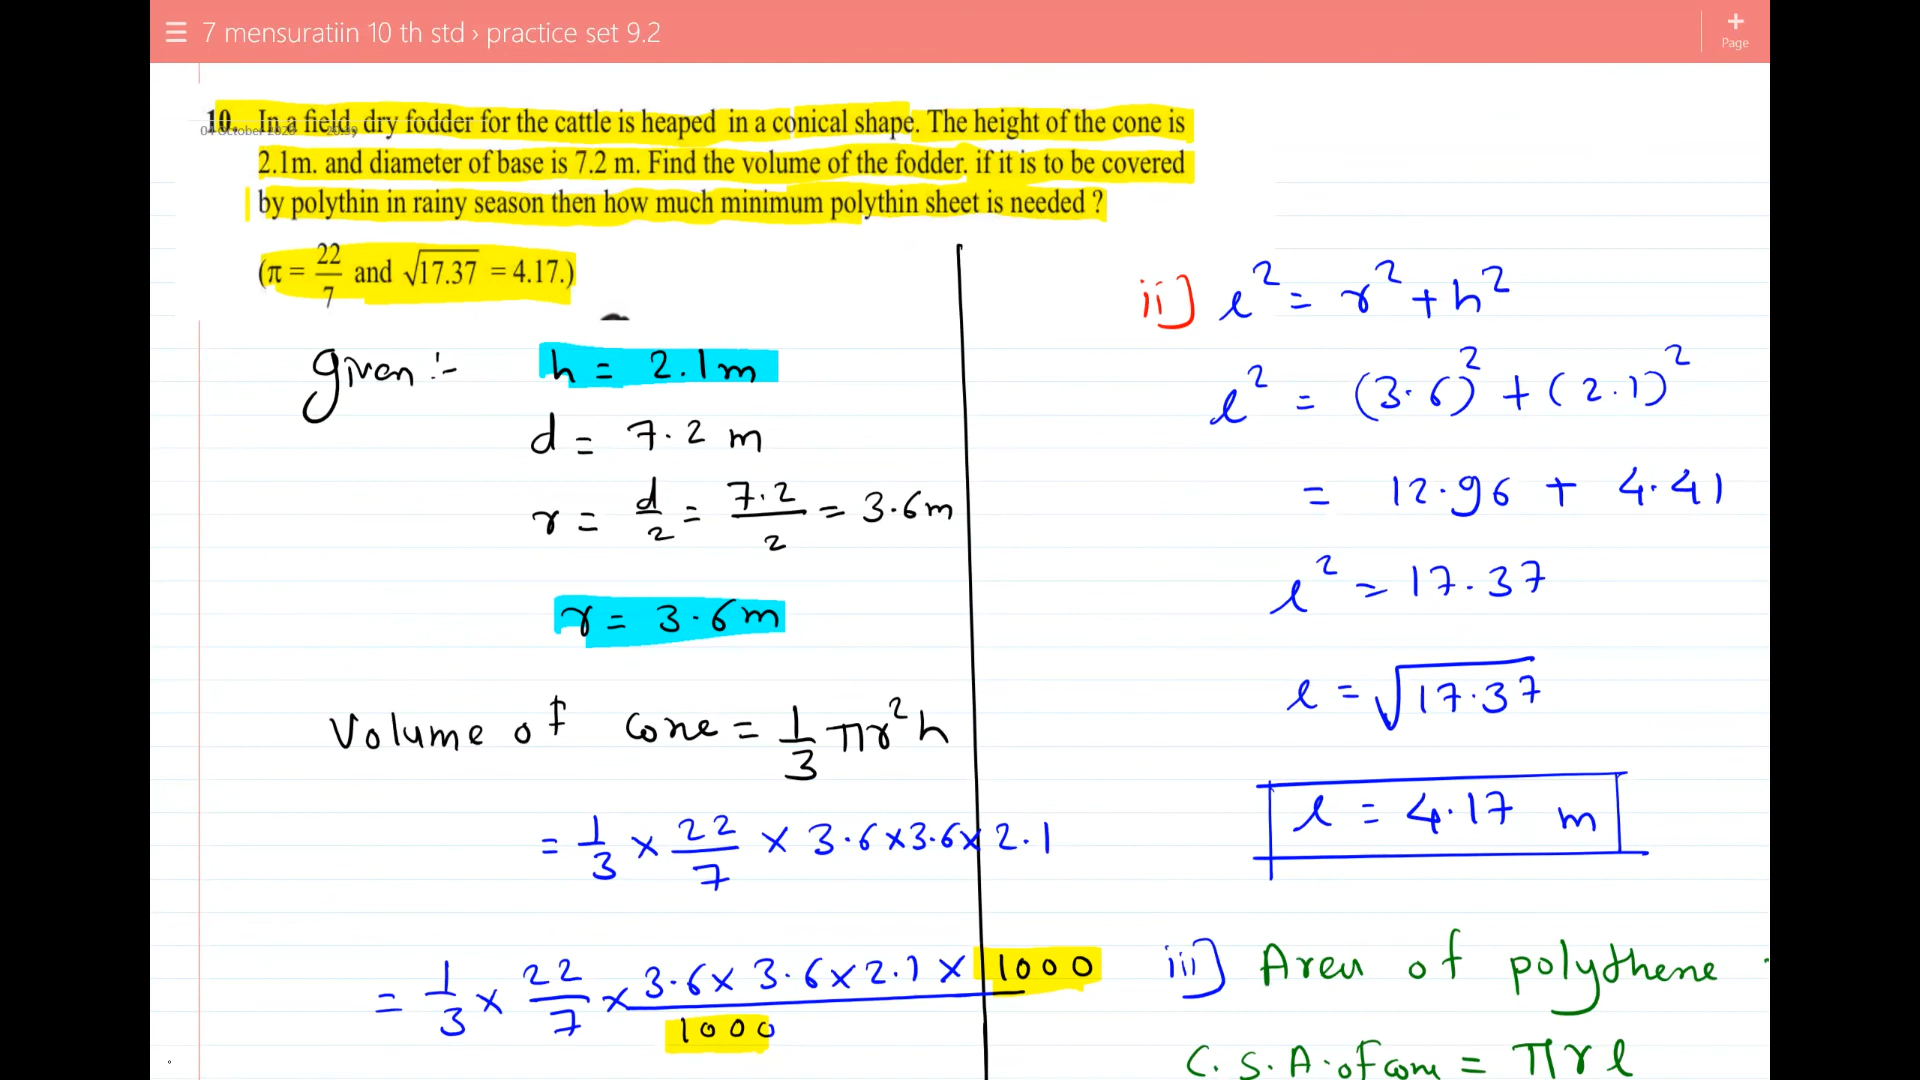 7 mensuratiin 10 th std › practice set 9.2
+
Page
10. In a field, dry fodder for the cattle is heaped in a conical shape. The height of the cone is
04 October 2020
2.1m. and diameter of base is 7.2 m. Find the volume of the fodder. if it is to be covered
by polythin in rainy season then how much minimum polythin sheet is needed ?
(π = 22/7 and √17.37 = 4.17.)
Given :- h = 2.1m
d = 7.2 m
r = d/2 = 7.2/2 = 3.6m
r = 3.6m
Volume of cone = 1/3 πr²h
= 1/3 × 22/7 × 3.6×3.6×2.1
= 1/3 × 22/7 × 3.6× 3.6×2.1 × 1000/1000
ii] l² = r² + h²
l² = (3.6)² + (2.1)²
= 12.96 + 4.41
l² = 17.37
l = √17.37
l = 4.17 m
iii] Area of polythene
C.S.A. of cone = πrl